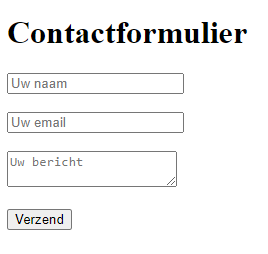 Contactformulier
Uw naam
Uw email
Uw bericht
Verzend